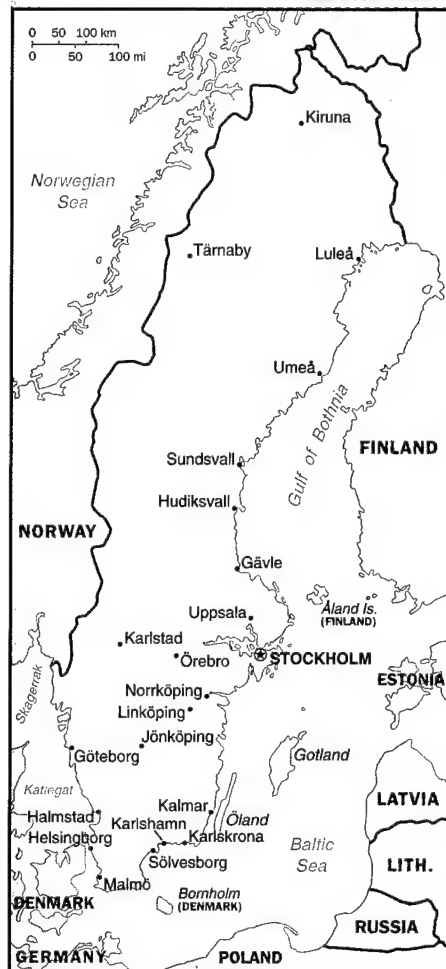 0 50 100 km
0 50 100 mi
Kiruna
Norwegian
Sea
Tärnaby
Luleå
Umeå
Gulf of Bothnia
Sundsvall
FINLAND
Hudiksvall
NORWAY
Gävle
Uppsala
Åland Is.
(FINLAND)
Karlstad
Örebro
STOCKHOLM
Skagerrak
ESTONIA
Norrköping
Linköping
Jönköping
Göteborg
Gotland
Kattegat
LATVIA
Kalmar
Öland
Halmstad
Karlshamn
Helsingborg
Karlskrona
Baltic
Sea
Sölvesborg
LITH.
Malmö
Bornholm
(DENMARK)
DENMARK
RUSSIA
GERMANY
POLAND